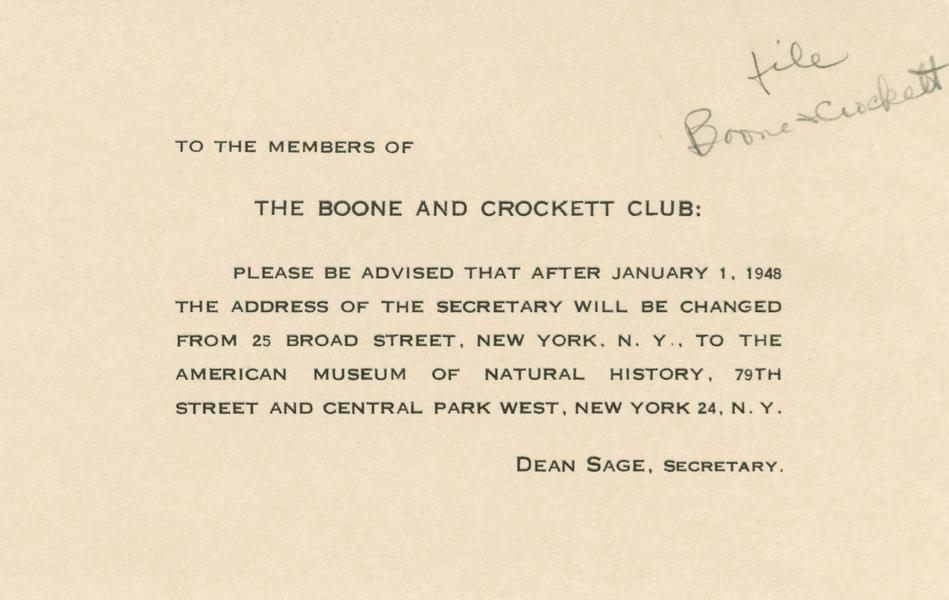 file
Boone & Crockett
TO THE MEMBERS OF
THE BOONE AND CROCKETT CLUB:
PLEASE BE ADVISED THAT AFTER JANUARY 1, 1948
THE ADDRESS OF THE SECRETARY WILL BE CHANGED
FROM 25 BROAD STREET, NEW YORK, N. Y., TO THE
AMERICAN MUSEUM OF NATURAL HISTORY, 79TH
STREET AND CENTRAL PARK WEST, NEW YORK 24, N. Y.
DEAN SAGE, SECRETARY.